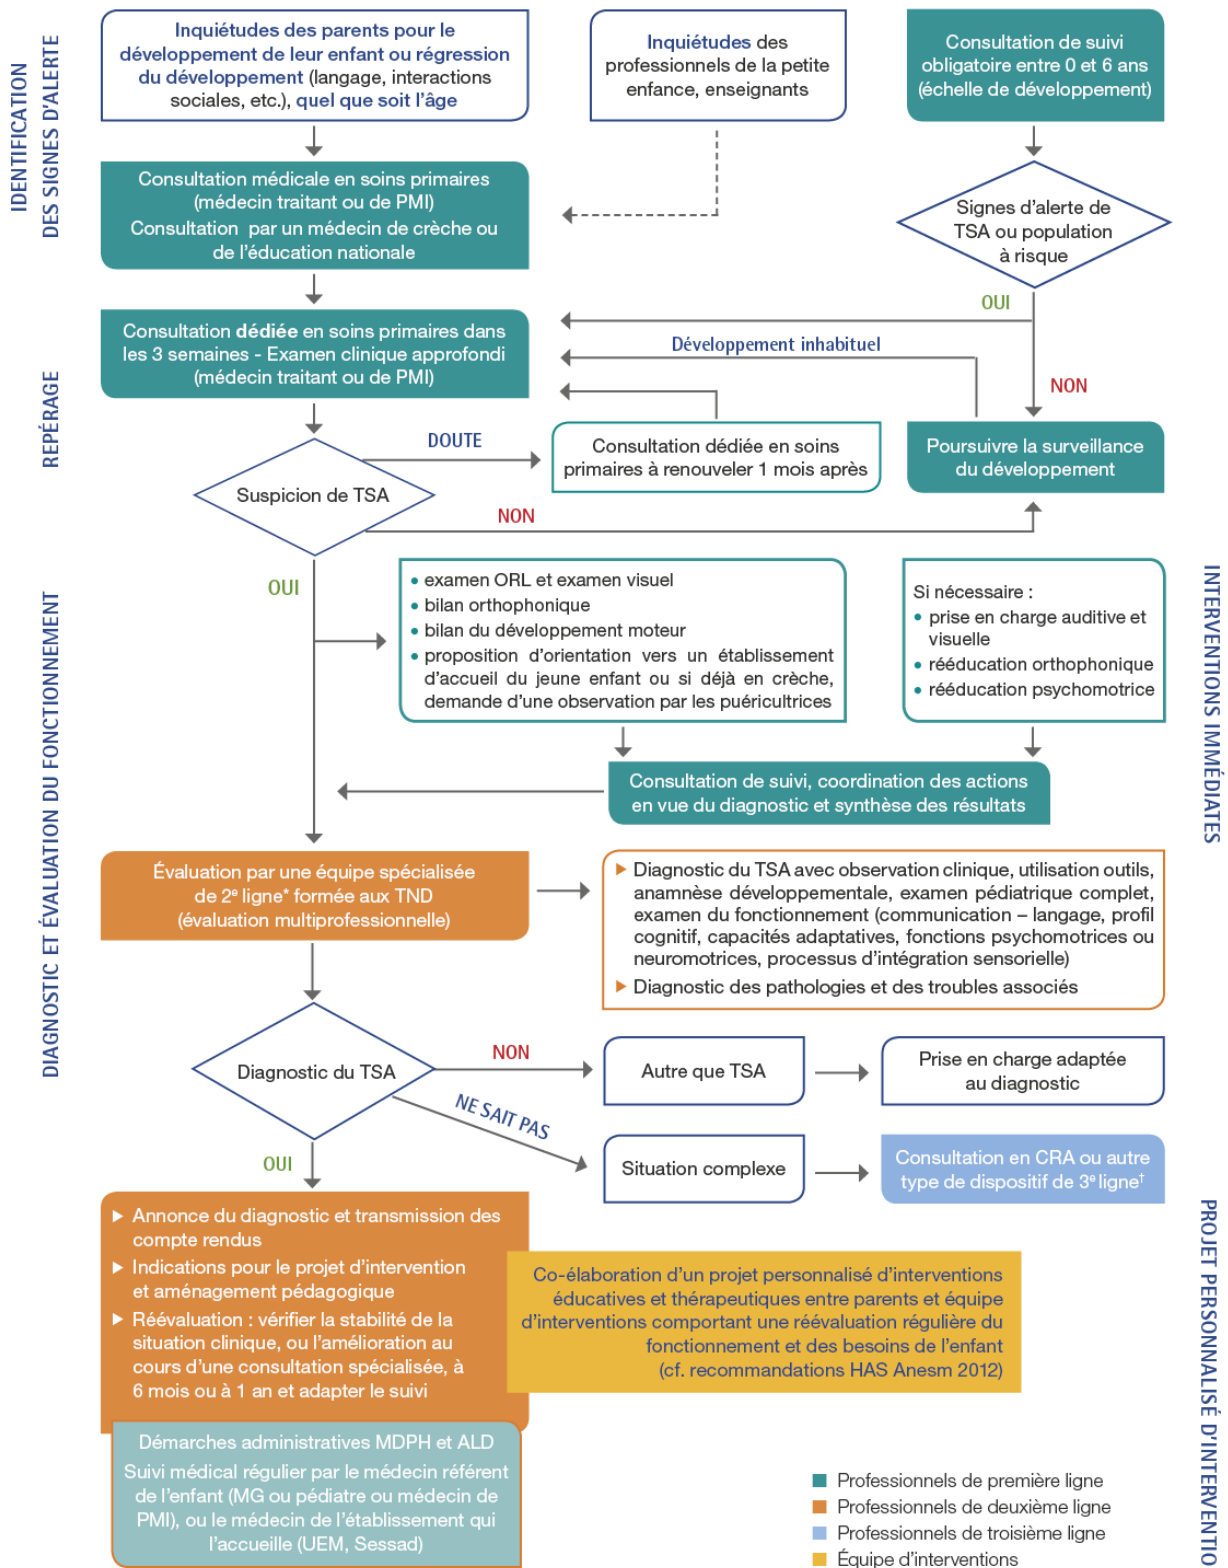 IDENTIFICATION
DES SIGNES D'ALERTE
Inquiétudes des parents pour le
développement de leur enfant ou régression
du développement (langage, interactions
sociales, etc.), quel que soit l'âge
Inquiétudes des
professionnels de la petite
enfance, enseignants
Consultation de suivi
obligatoire entre 0 et 6 ans
(échelle de développement)
Consultation médicale en soins primaires
(médecin traitant ou de PMI)
Consultation par un médecin de crèche ou
de l'éducation nationale
Signes d'alerte de
TSA ou population
à risque
OUI
NON
REPÉRAGE
Consultation dédiée en soins primaires dans
les 3 semaines - Examen clinique approfondi
(médecin traitant ou de PMI)
Développement inhabituel
DOUTE
Consultation dédiée en soins
primaires à renouveler 1 mois après
Poursuivre la surveillance
du développement
Suspicion de TSA
NON
OUI
DIAGNOSTIC ET ÉVALUATION DU FONCTIONNEMENT
INTERVENTIONS IMMÉDIATES
• examen ORL et examen visuel
• bilan orthophonique
• bilan du développement moteur
• proposition d'orientation vers un établissement
d'accueil du jeune enfant ou si déjà en crèche,
demande d'une observation par les puéricultrices
Si nécessaire :
• prise en charge auditive et
visuelle
• rééducation orthophonique
• rééducation psychomotrice
Consultation de suivi, coordination des actions
en vue du diagnostic et synthèse des résultats
Évaluation par une équipe spécialisée
de 2e ligne* formée aux TND
(évaluation multiprofessionnelle)
▶ Diagnostic du TSA avec observation clinique, utilisation outils,
anamnèse développementale, examen pédiatrique complet,
examen du fonctionnement (communication – langage, profil
cognitif, capacités adaptatives, fonctions psychomotrices ou
neuromotrices, processus d'intégration sensorielle)
▶ Diagnostic des pathologies et des troubles associés
Diagnostic du TSA
NON
Autre que TSA
Prise en charge adaptée
au diagnostic
NE SAIT PAS
Situation complexe
Consultation en CRA ou autre
type de dispositif de 3e ligne†
OUI
PROJET PERSONNALISÉ D'INTERVENTIO
▶ Annonce du diagnostic et transmission des
compte rendus
▶ Indications pour le projet d'intervention
et aménagement pédagogique
▶ Réévaluation : vérifier la stabilité de la
situation clinique, ou l'amélioration au
cours d'une consultation spécialisée, à
6 mois ou à 1 an et adapter le suivi
Co-élaboration d'un projet personnalisé d'interventions
éducatives et thérapeutiques entre parents et équipe
d'interventions comportant une réévaluation régulière du
fonctionnement et des besoins de l'enfant
(cf. recommandations HAS Anesm 2012)
Démarches administratives MDPH et ALD
Suivi médical régulier par le médecin référent
de l'enfant (MG ou pédiatre ou médecin de
PMI), ou le médecin de l'établissement qui
l'accueille (UEM, Sessad)
Professionnels de première ligne
Professionnels de deuxième ligne
Professionnels de troisième ligne
Équipe d'interventions